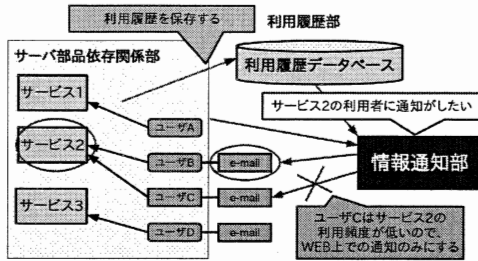 利用履歴を保存する
利用履歴部
サーバ部品依存関係部
利用履歴データベース
サービス1
サービス2の利用者に通知がしたい
ユーザA
サービス2
ユーザB
e-mail
情報通知部
ユーザC
e-mail
サービス3
ユーザD
e-mail
ユーザCはサービス2の
利用頻度が低いので、
WEB上での通知のみにする